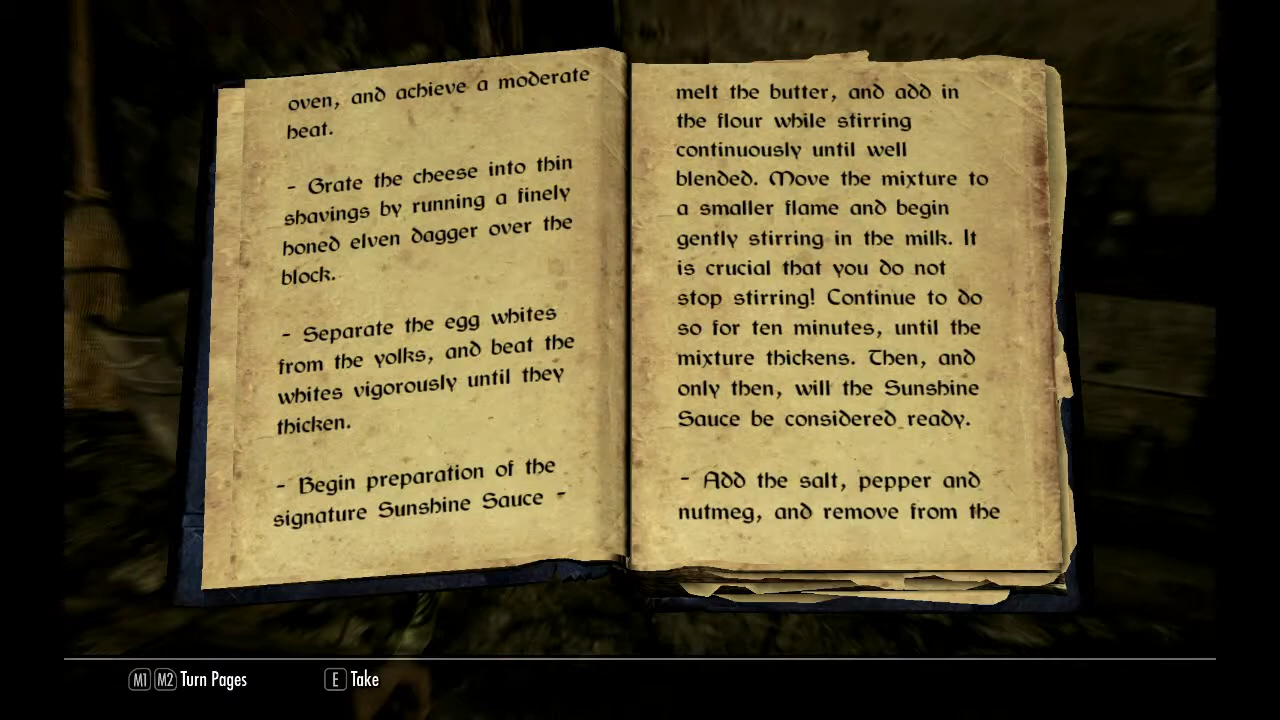 oven, and achieve a moderate
heat.
- Grate the cheese into thin
shavings by running a finely
honed elven dagger over the
block.
- Separate the egg whites
from the yolks, and beat the
whites vigorously until they
thicken.
- Begin preparation of the
signature Sunshine Sauce -
melt the butter, and add in
the flour while stirring
continuously until well
blended. Move the mixture to
a smaller flame and begin
gently stirring in the milk. It
is crucial that you do not
stop stirring! Continue to do
so for ten minutes, until the
mixture thickens. Then, and
only then, will the Sunshine
Sauce be considered ready.
- Add the salt, pepper and
nutmeg, and remove from the
M1 M2 Turn Pages
E Take